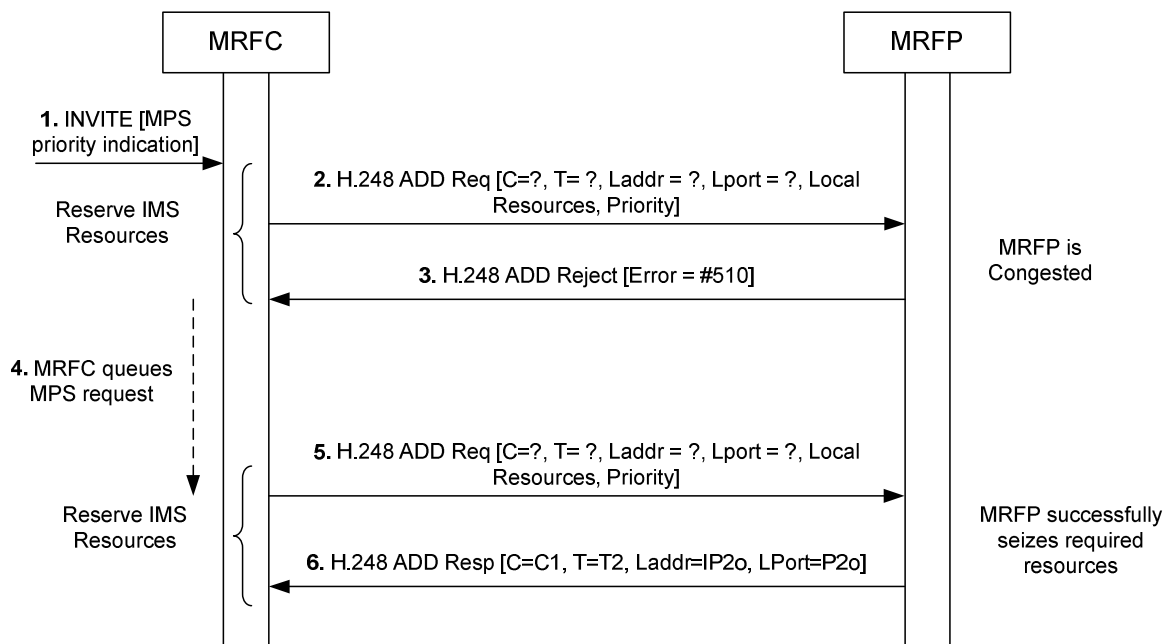 MRFC
MRFP
1. INVITE [MPS
priority indication]
2. H.248 ADD Req [C=?, T= ?, Laddr = ?, Lport = ?, Local
Resources, Priority]
Reserve IMS
Resources
MRFP is
Congested
3. H.248 ADD Reject [Error = #510]
4. MRFC queues
MPS request
5. H.248 ADD Req [C=?, T= ?, Laddr = ?, Lport = ?, Local
Resources, Priority]
Reserve IMS
Resources
MRFP successfully
seizes required
resources
6. H.248 ADD Resp [C=C1, T=T2, Laddr=IP2o, LPort=P2o]